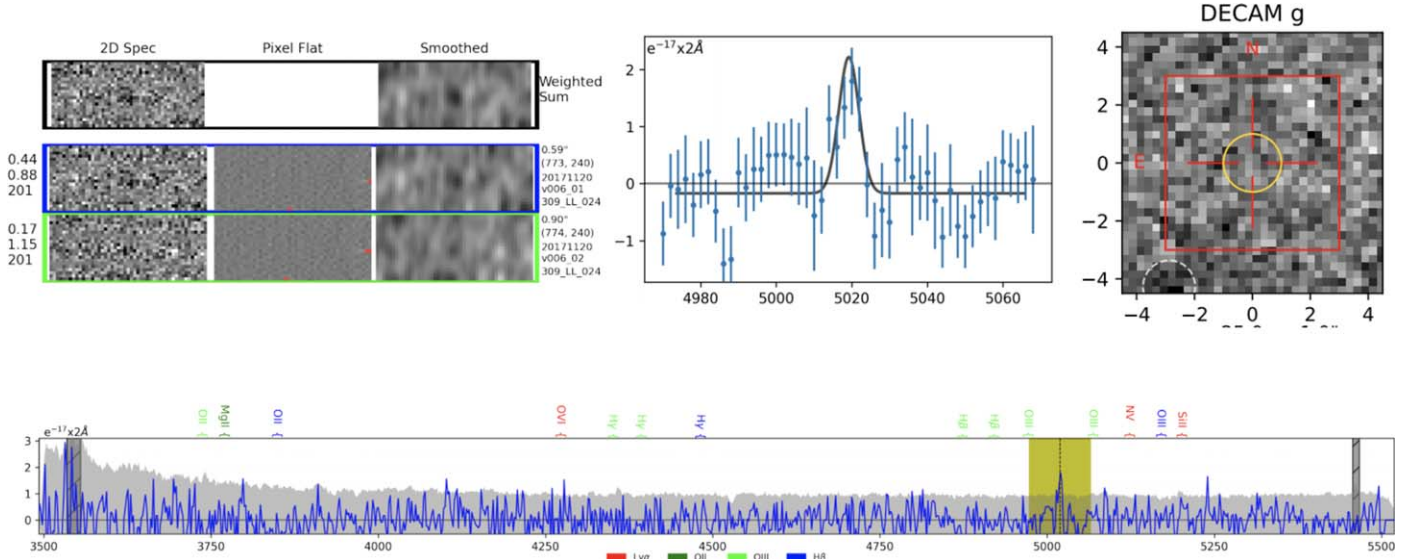 2D Spec Pixel Flat Smoothed
Weighted
Sum
0.44
0.88
201
0.59"
(773, 240)
20171120
v006_01
309_LL_024
0.17
1.15
201
0.90"
(774, 240)
20171120
v006_02
309_LL_024
e⁻¹⁷x2Å
2
1
0
−1
4980 5000 5020 5040 5060
DECAM g
4
2
0
−2
−4
N
E
−4 −2 0 2 4
OII MgII OII OVI Hγ Hγ Hγ Hβ Hβ OIII OIII NV OIII SiII
e⁻¹⁷x2Å
3
2
1
0
3500 3750 4000 4250 4500 4750 5000 5250 5500
Lyα OII OIII Hβ